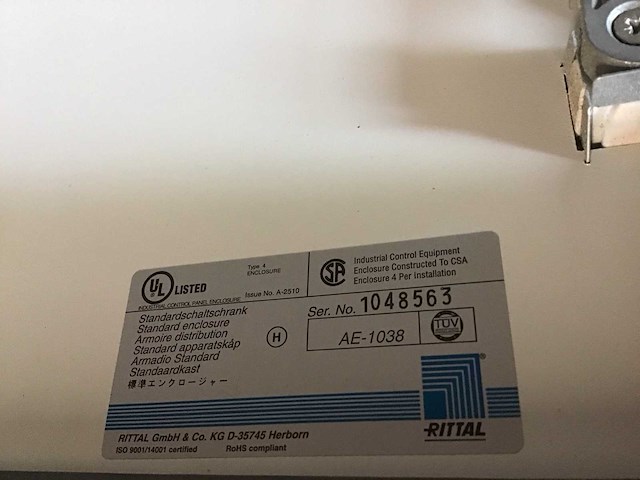 UL LISTED
Type 4
ENCLOSURE
Issue No. A-2510
INDUSTRIAL CONTROL PANEL ENCLOSURE
SA
Industrial Control Equipment
Enclosure Constructed To CSA
Enclosure 4 Per Installation
Standardschaltschrank
Standard enclosure
Armoire distribution
Standard apparatskåp
Armadio Standard
Standaardkast
標準エンクロージャー
H
Ser. No. 1048563
AE-1038
TÜV
RITTAL
RITTAL GmbH & Co. KG D-35745 Herborn
ISO 9001/14001 certified RoHS compliant